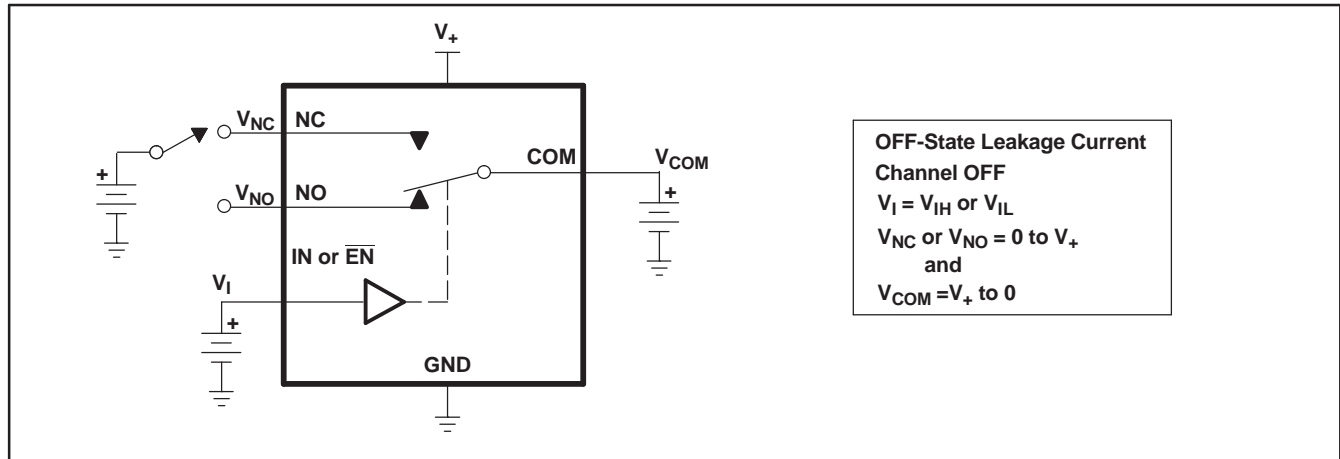 V+
VNC NC
+
COM VCOM
+
VNO NO
IN or E̅N̅
VI
+
GND
OFF-State Leakage Current
Channel OFF
VI = VIH or VIL
VNC or VNO = 0 to V+
and
VCOM =V+ to 0